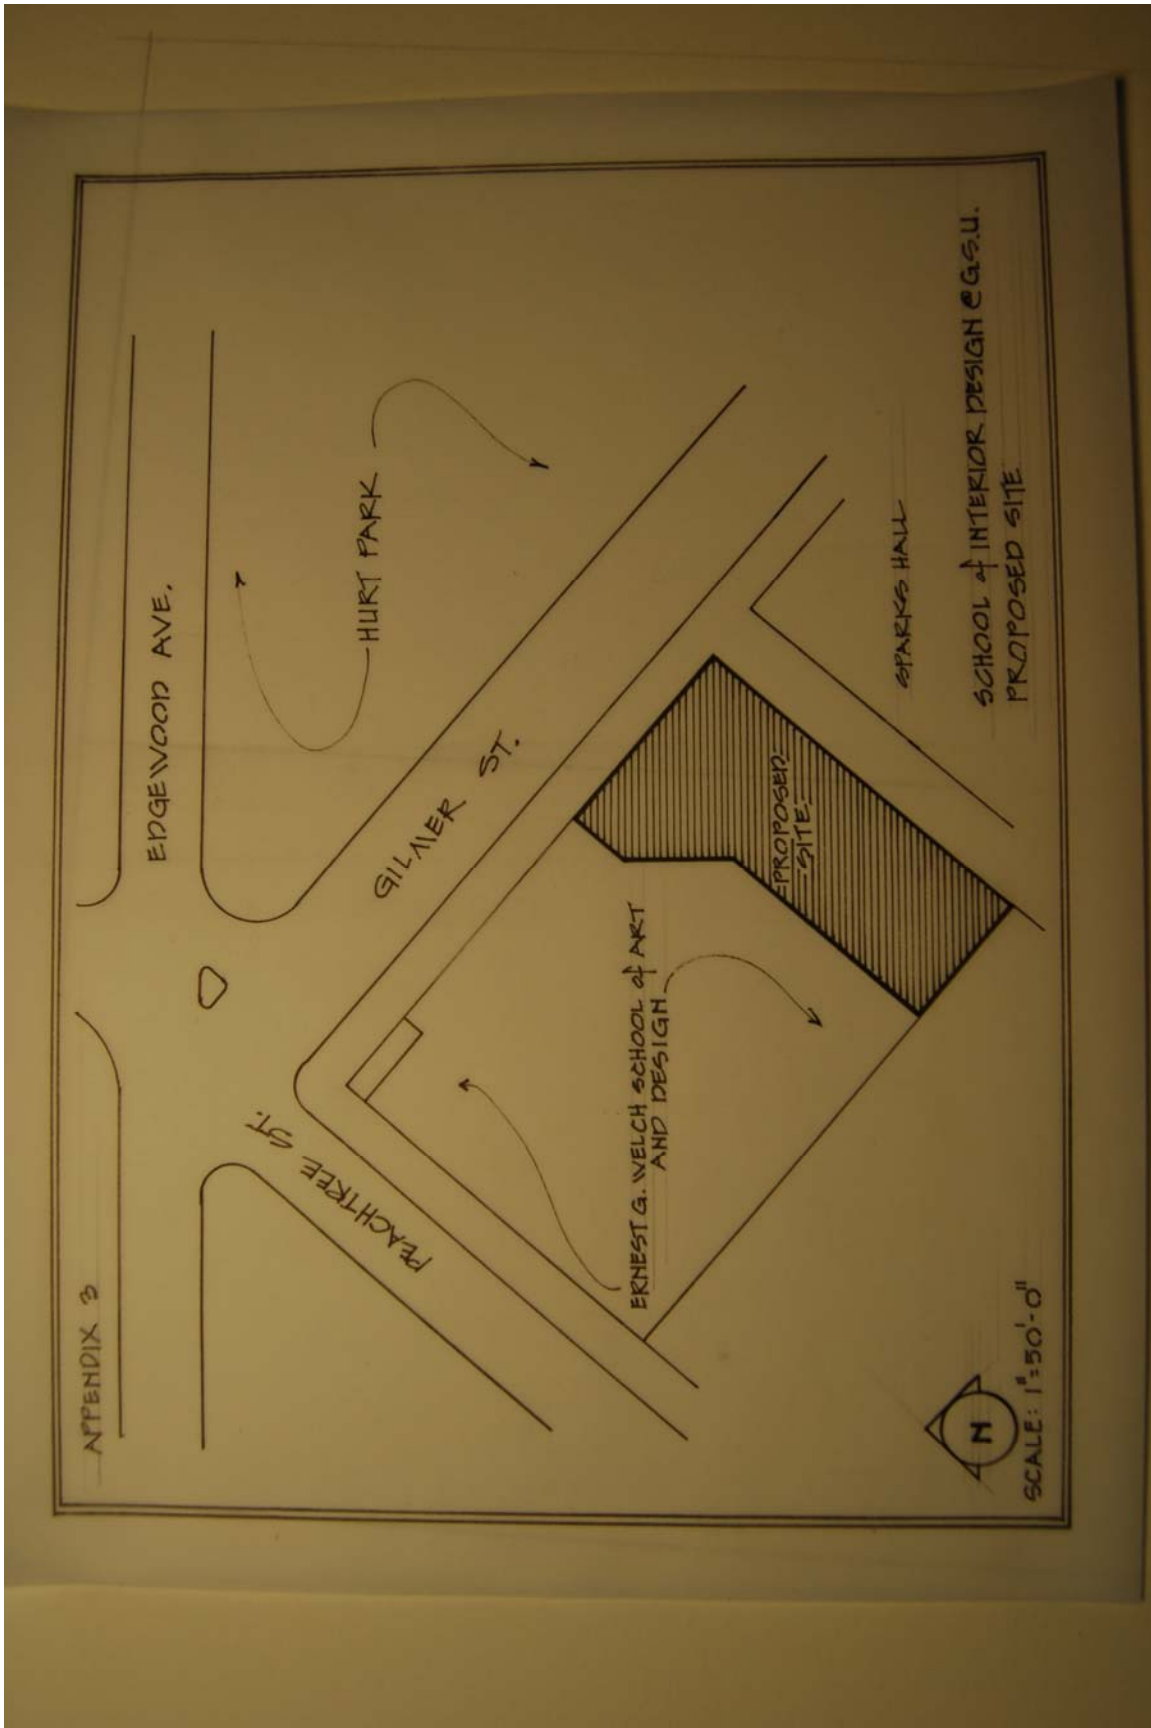 APPENDIX 3
EDGEWOOD AVE.
HURT PARK
PEACHTREE ST.
GILMER ST.
ERNEST G. WELCH SCHOOL of ART
AND DESIGN
PROPOSED
SITE
SPARKS HALL
N
SCALE: 1"=50'-0"
SCHOOL of INTERIOR DESIGN @ G.S.U.
PROPOSED SITE